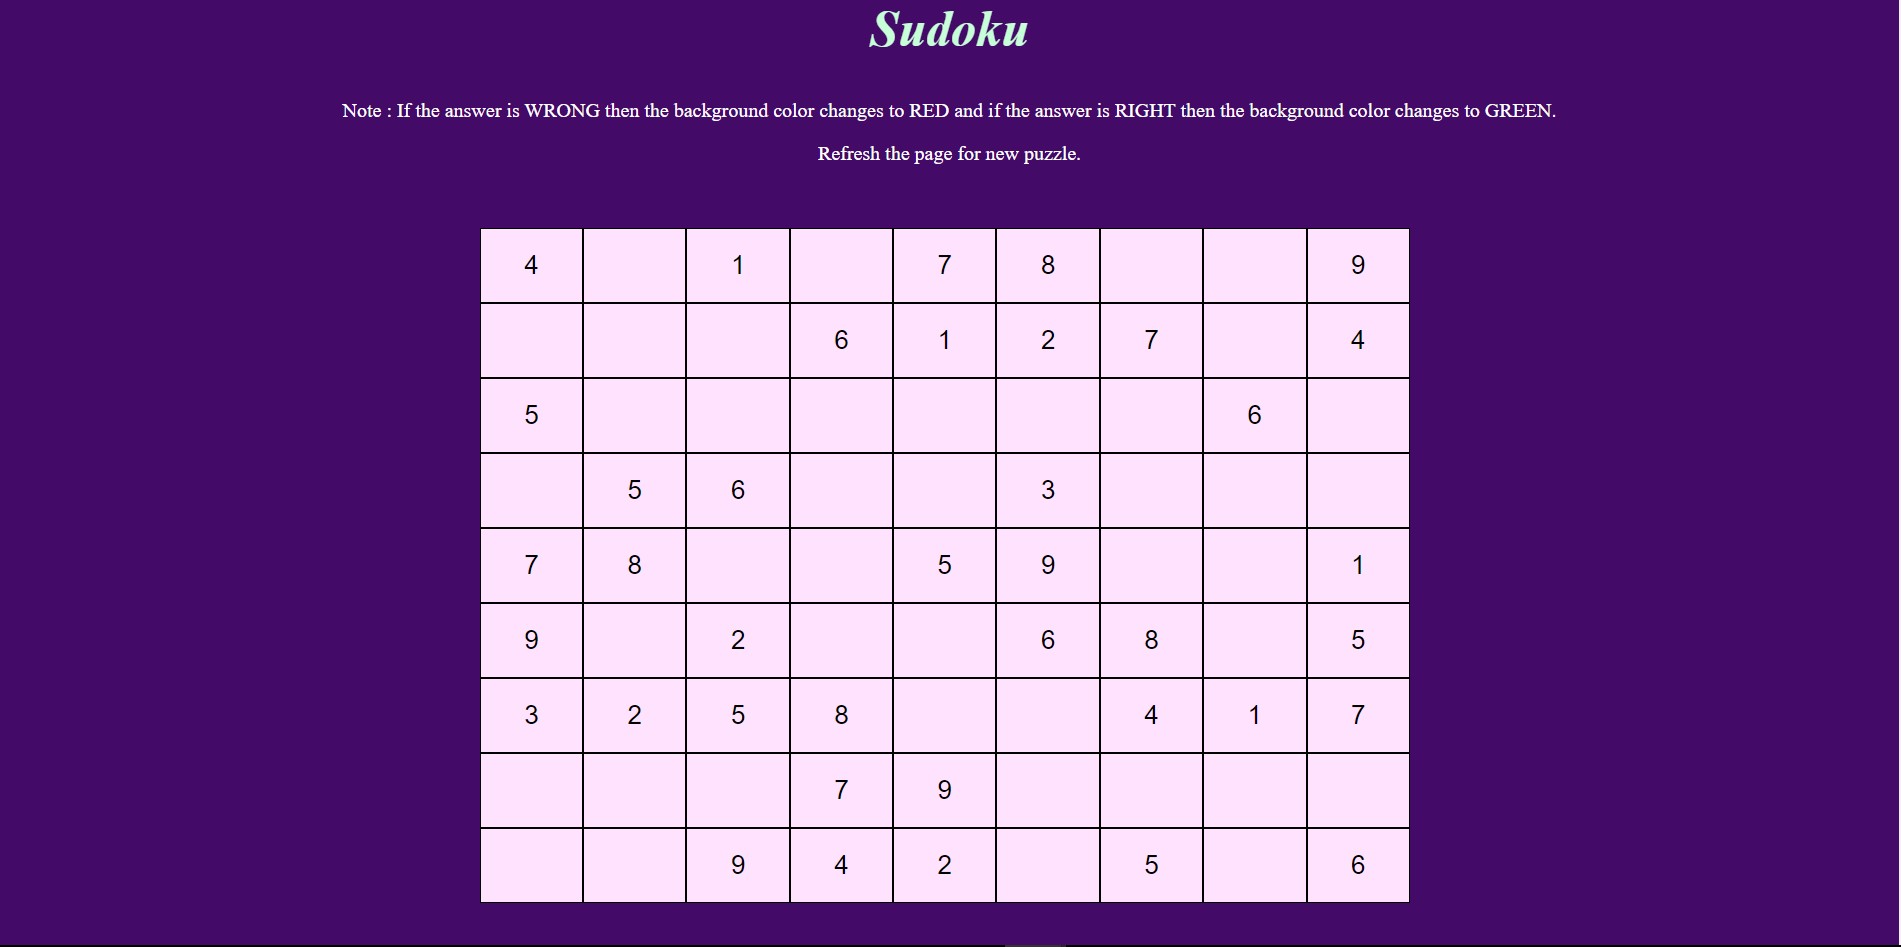 Sudoku
Note : If the answer is WRONG then the background color changes to RED and if the answer is RIGHT then the background color changes to GREEN.
Refresh the page for new puzzle.
4 1 7 8 9
6 1 2 7 4
5 6
5 6 3
7 8 5 9 1
9 2 6 8 5
3 2 5 8 4 1 7
7 9
9 4 2 5 6